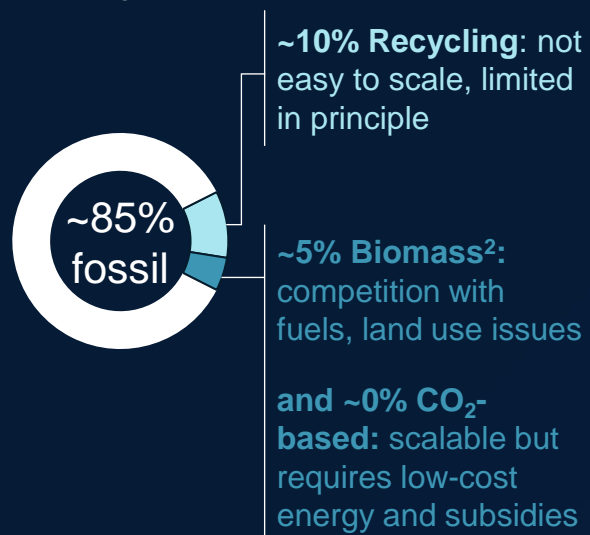 ~10% Recycling: not
easy to scale, limited
in principle
~85%
fossil
~5% Biomass²:
competition with
fuels, land use issues
and ~0% CO₂-
based: scalable but
requires low-cost
energy and subsidies